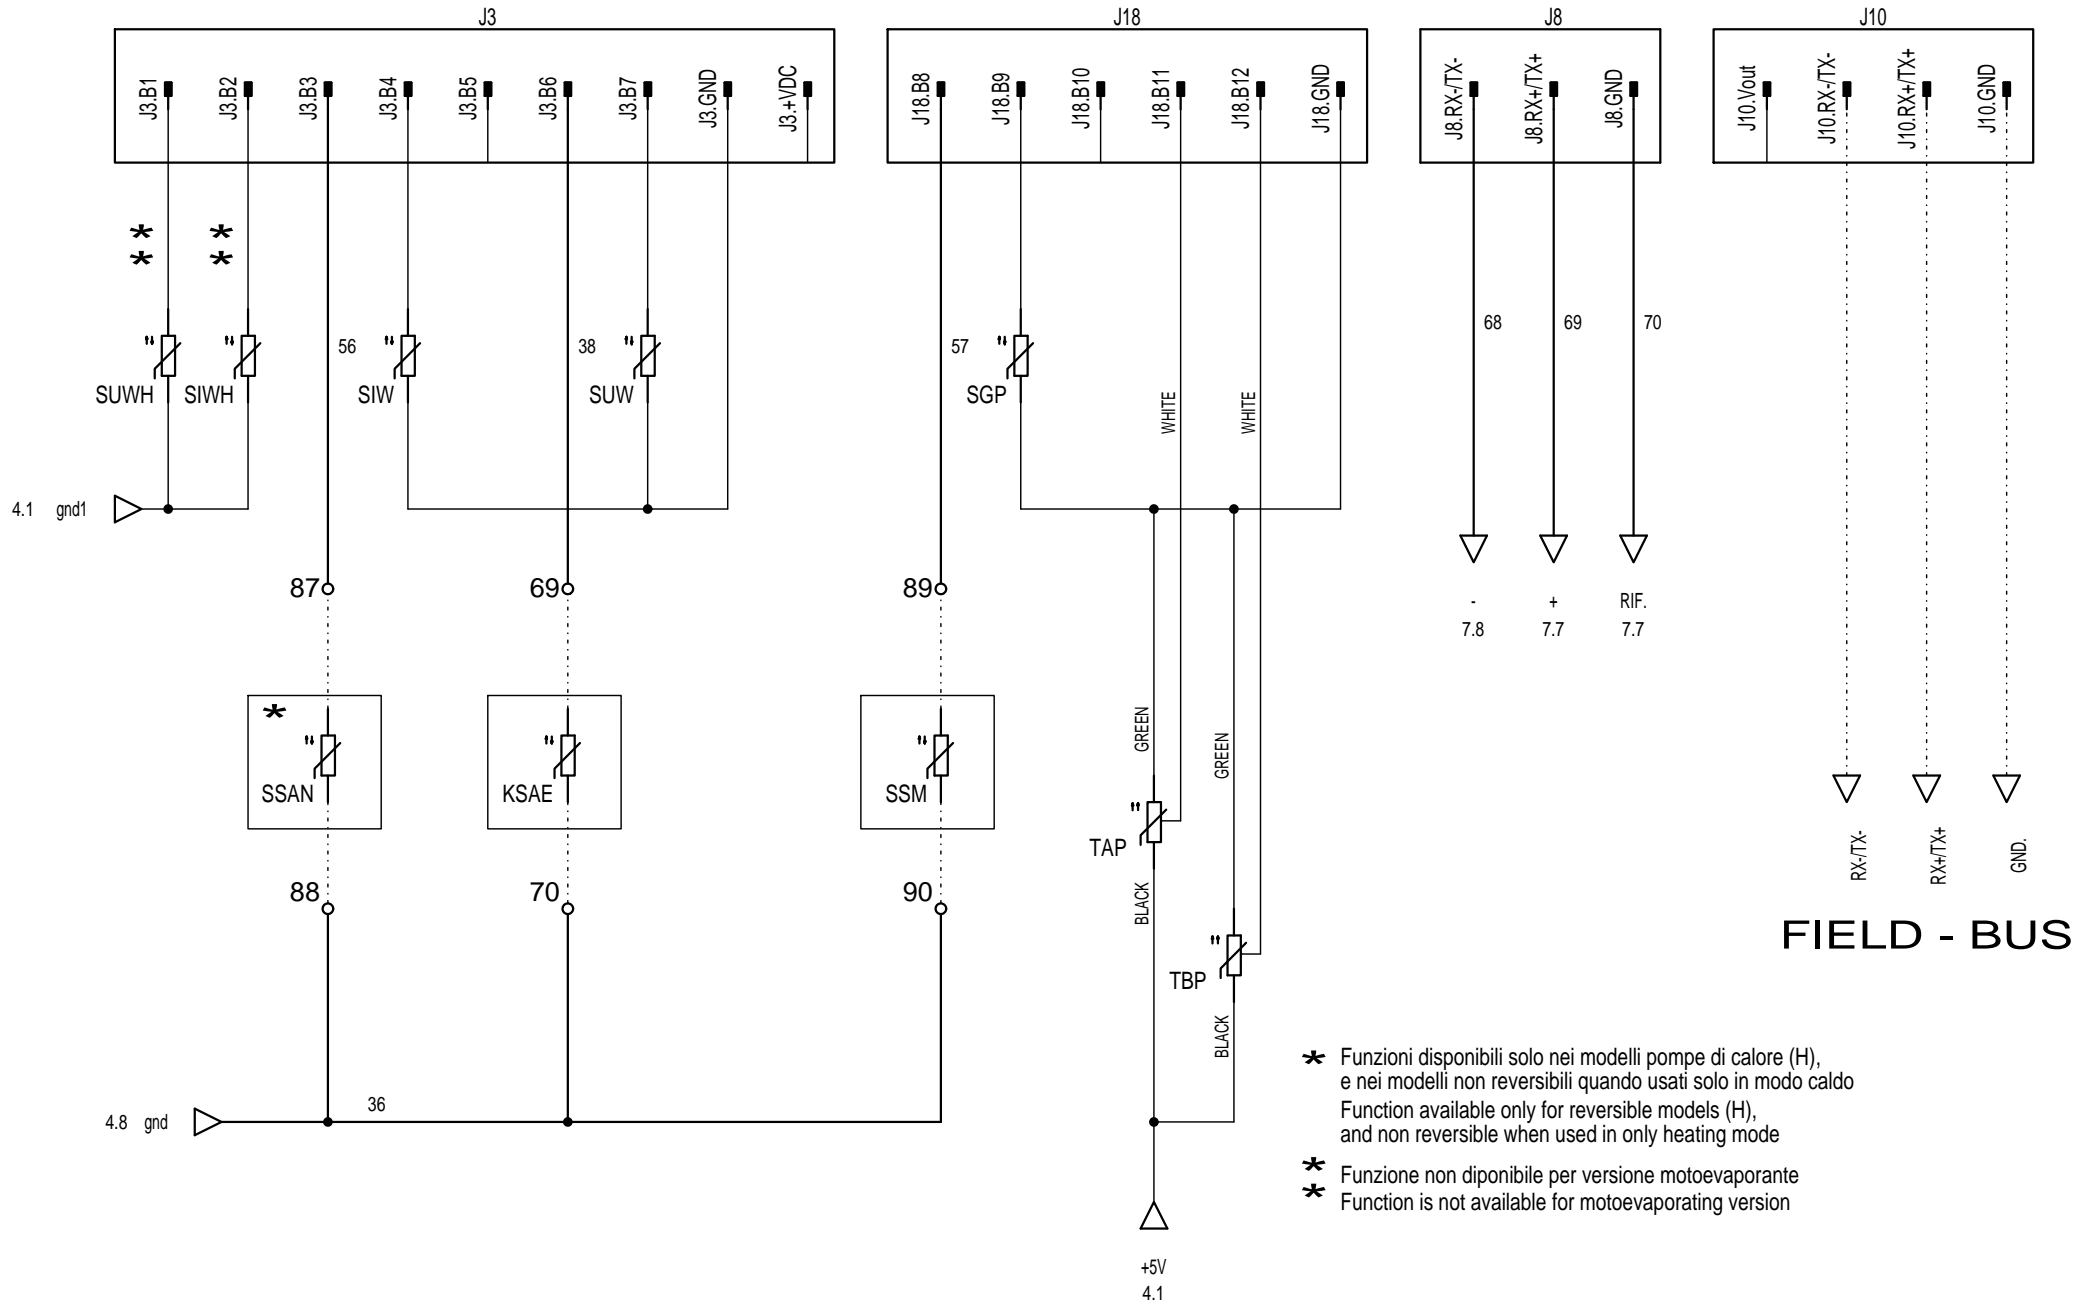 J3
J18
J8
J10
J3.B1
J3.B2
J3.B3
J3.B4
J3.B5
J3.B6
J3.B7
J3.GND
J3.+VDC
J18.B8
J18.B9
J18.B10
J18.B11
J18.B12
J18.GND
J8.RX-/TX-
J8.RX+/TX+
J8.GND
J10.Vout
J10.RX-/TX-
J10.RX+/TX+
J10.GND
* *
* *
68
69
70
56
38
57
SUWH
SIWH
SIW
SUW
SGP
WHITE
WHITE
4.1 gnd1
87
69
89
- + RIF.
7.8 7.7 7.7
*
SSAN
KSAE
SSM
GREEN
GREEN
TAP
RX-/TX-
RX+/TX+
GND.
88
70
90
BLACK
FIELD - BUS
TBP
BLACK
36
4.8 gnd
* Funzioni disponibili solo nei modelli pompe di calore (H),
e nei modelli non reversibili quando usati solo in modo caldo
Function available only for reversible models (H),
and non reversible when used in only heating mode
* Funzione non diponibile per versione motoevaporante
* Function is not available for motoevaporating version
+5V
4.1